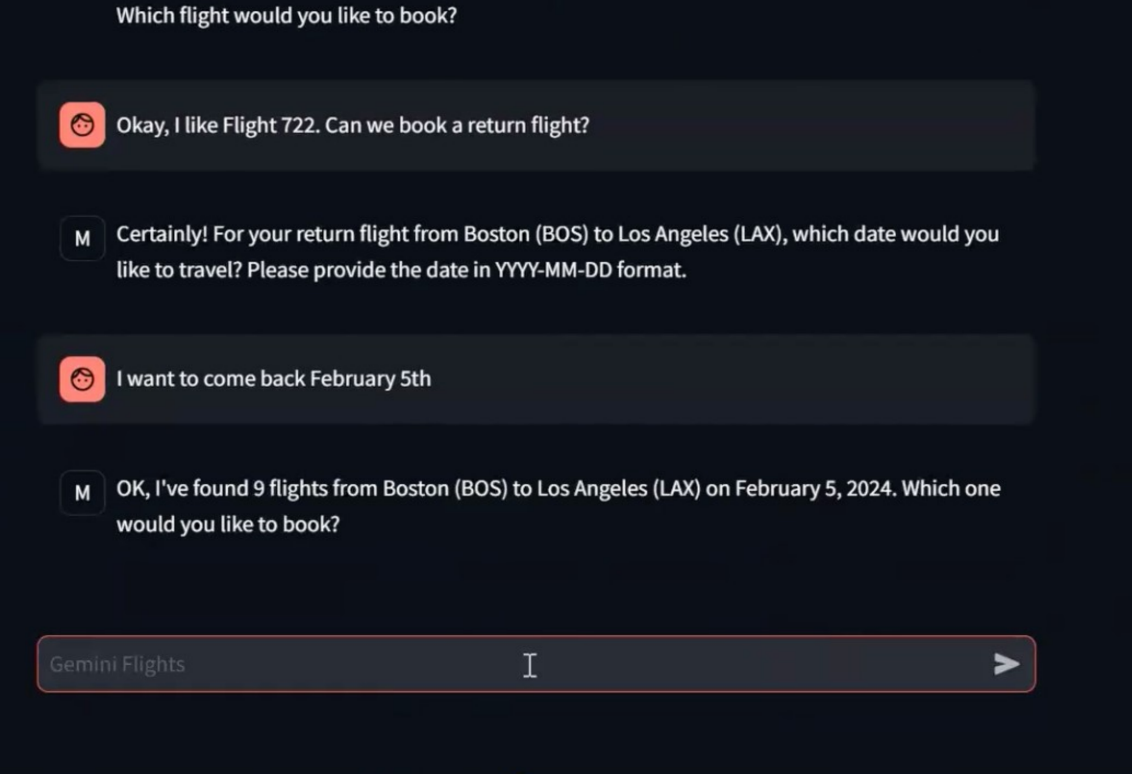 Which flight would you like to book?
Okay, I like Flight 722. Can we book a return flight?
M
Certainly! For your return flight from Boston (BOS) to Los Angeles (LAX), which date would you
like to travel? Please provide the date in YYYY-MM-DD format.
I want to come back February 5th
M
OK, I've found 9 flights from Boston (BOS) to Los Angeles (LAX) on February 5, 2024. Which one
would you like to book?
Gemini Flights